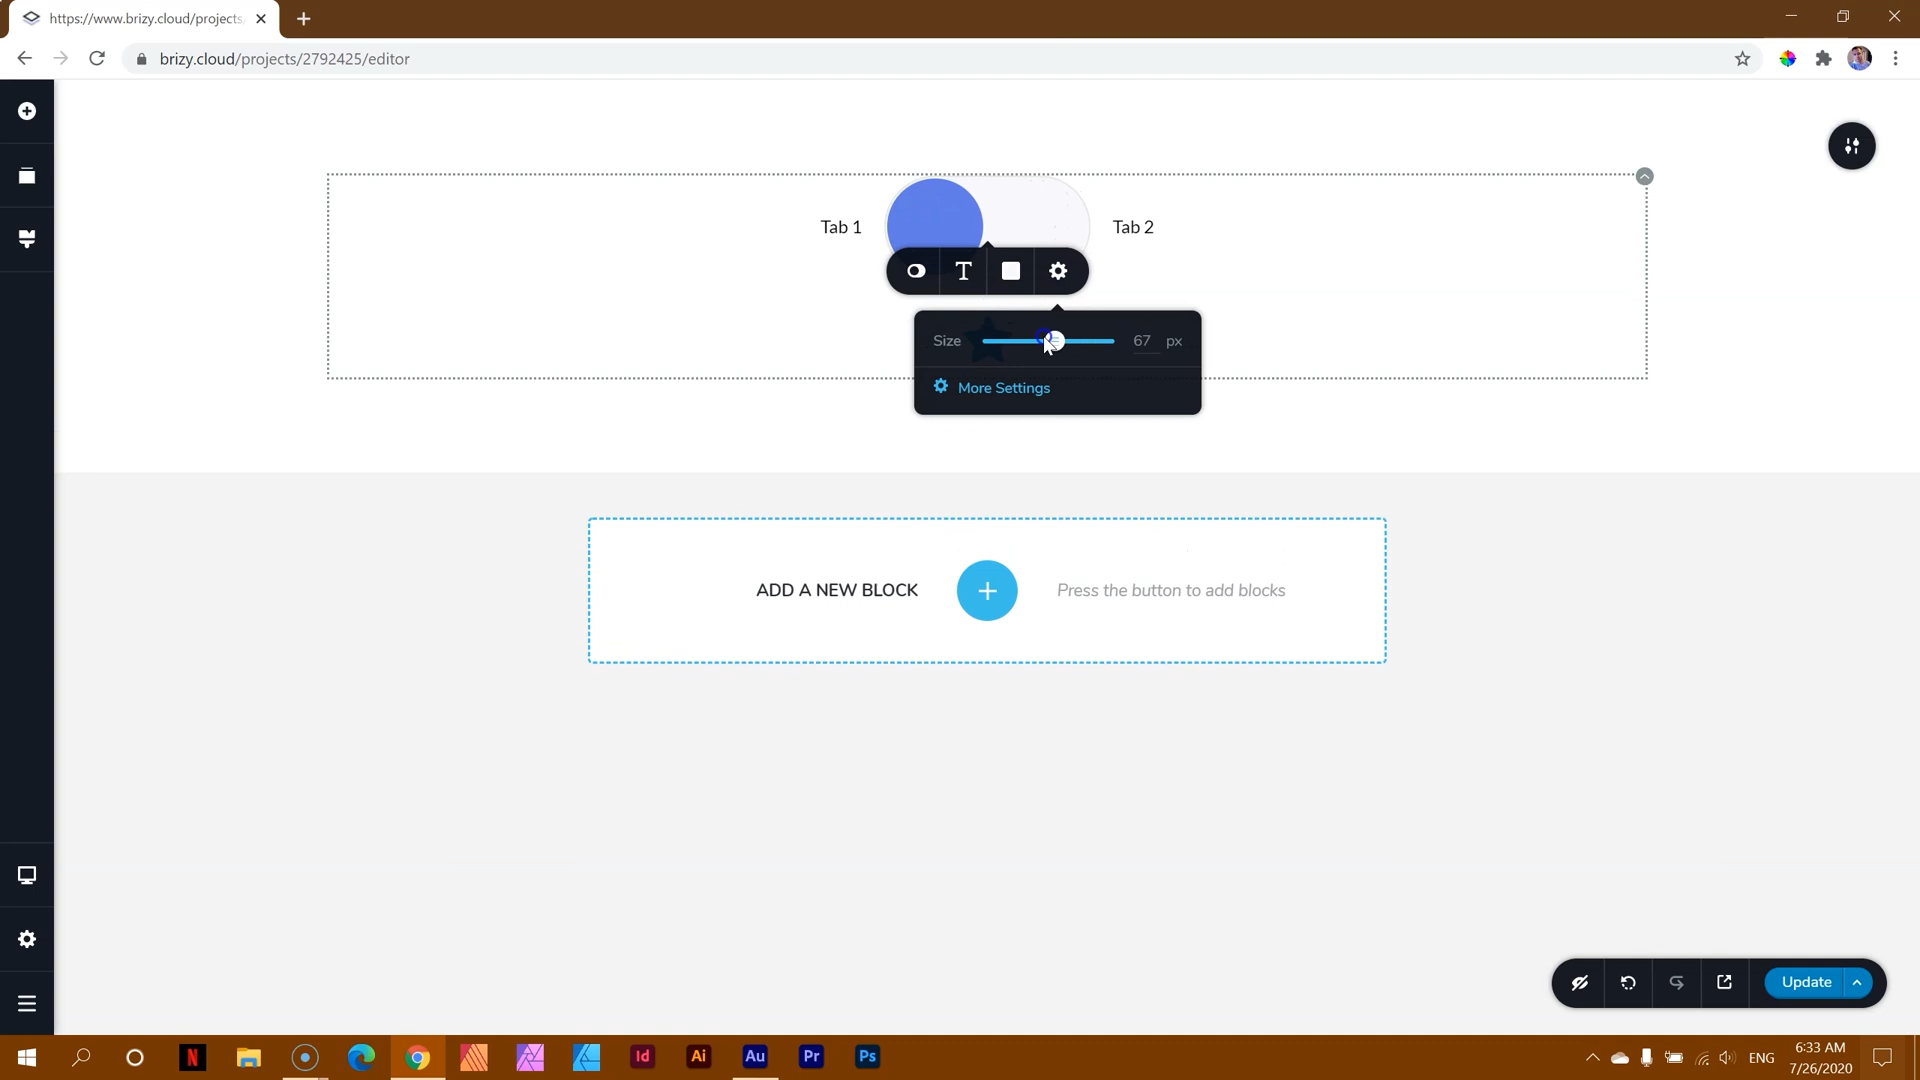 https://www.brizy.cloud/projects
brizy.cloud/projects/2792425/editor
Tab 1
Tab 2
T
Size
67 px
More Settings
ADD A NEW BLOCK
Press the button to add blocks
Update
N
Id
Ai
Au
Pr
Ps
ENG
6:33 AM
7/26/2020